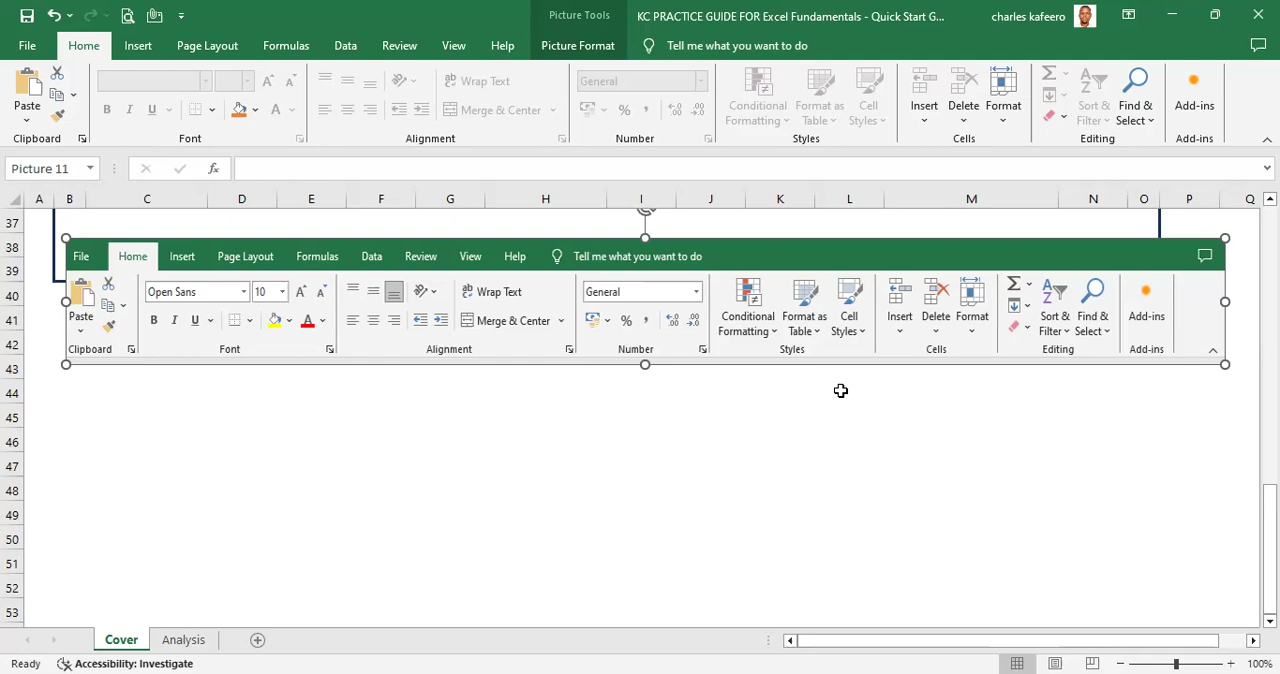 Picture Tools
KC PRACTICE GUIDE FOR Excel Fundamentals - Quick Start G...
charles kafeero
File Home Insert Page Layout Formulas Data Review View Help Picture Format Tell me what you want to do
Wrap Text General
Paste B I U Merge & Center % , Conditional Formatting Format as Table Cell Styles Insert Delete Format Sort & Filter Find & Select Add-ins
Clipboard Font Alignment Number Styles Cells Editing Add-ins
Picture 11 fx
A B C D E F G H I J K L M N O P Q
37
38
File Home Insert Page Layout Formulas Data Review View Help Tell me what you want to do
39
40
Open Sans 10 Wrap Text General
41
Paste B I U A Merge & Center % , Conditional Formatting Format as Table Cell Styles Insert Delete Format Sort & Filter Find & Select Add-ins
42
Clipboard Font Alignment Number Styles Cells Editing Add-ins
43
44
45
46
47
48
49
50
51
52
53
Cover Analysis
Ready Accessibility: Investigate 100%